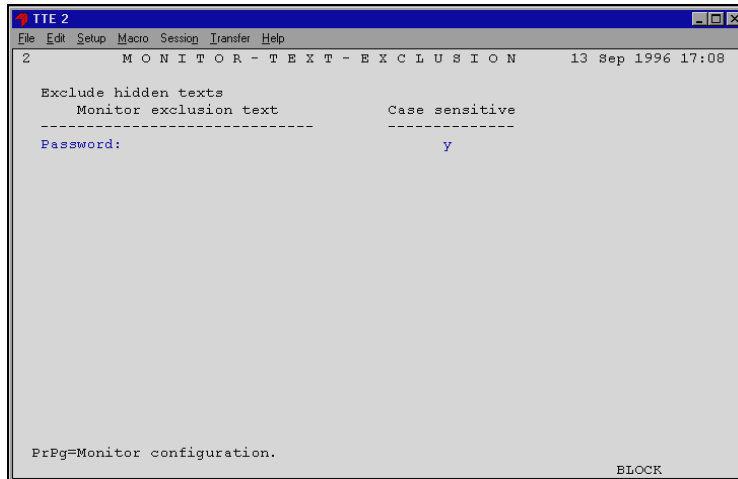 TTE 2
File Edit Setup Macro Session Transfer Help
2 M O N I T O R - T E X T - E X C L U S I O N 13 Sep 1996 17:08
Exclude hidden texts
Monitor exclusion text Case sensitive
------------------------------ --------------
Password: y
PrPg=Monitor configuration.
BLOCK